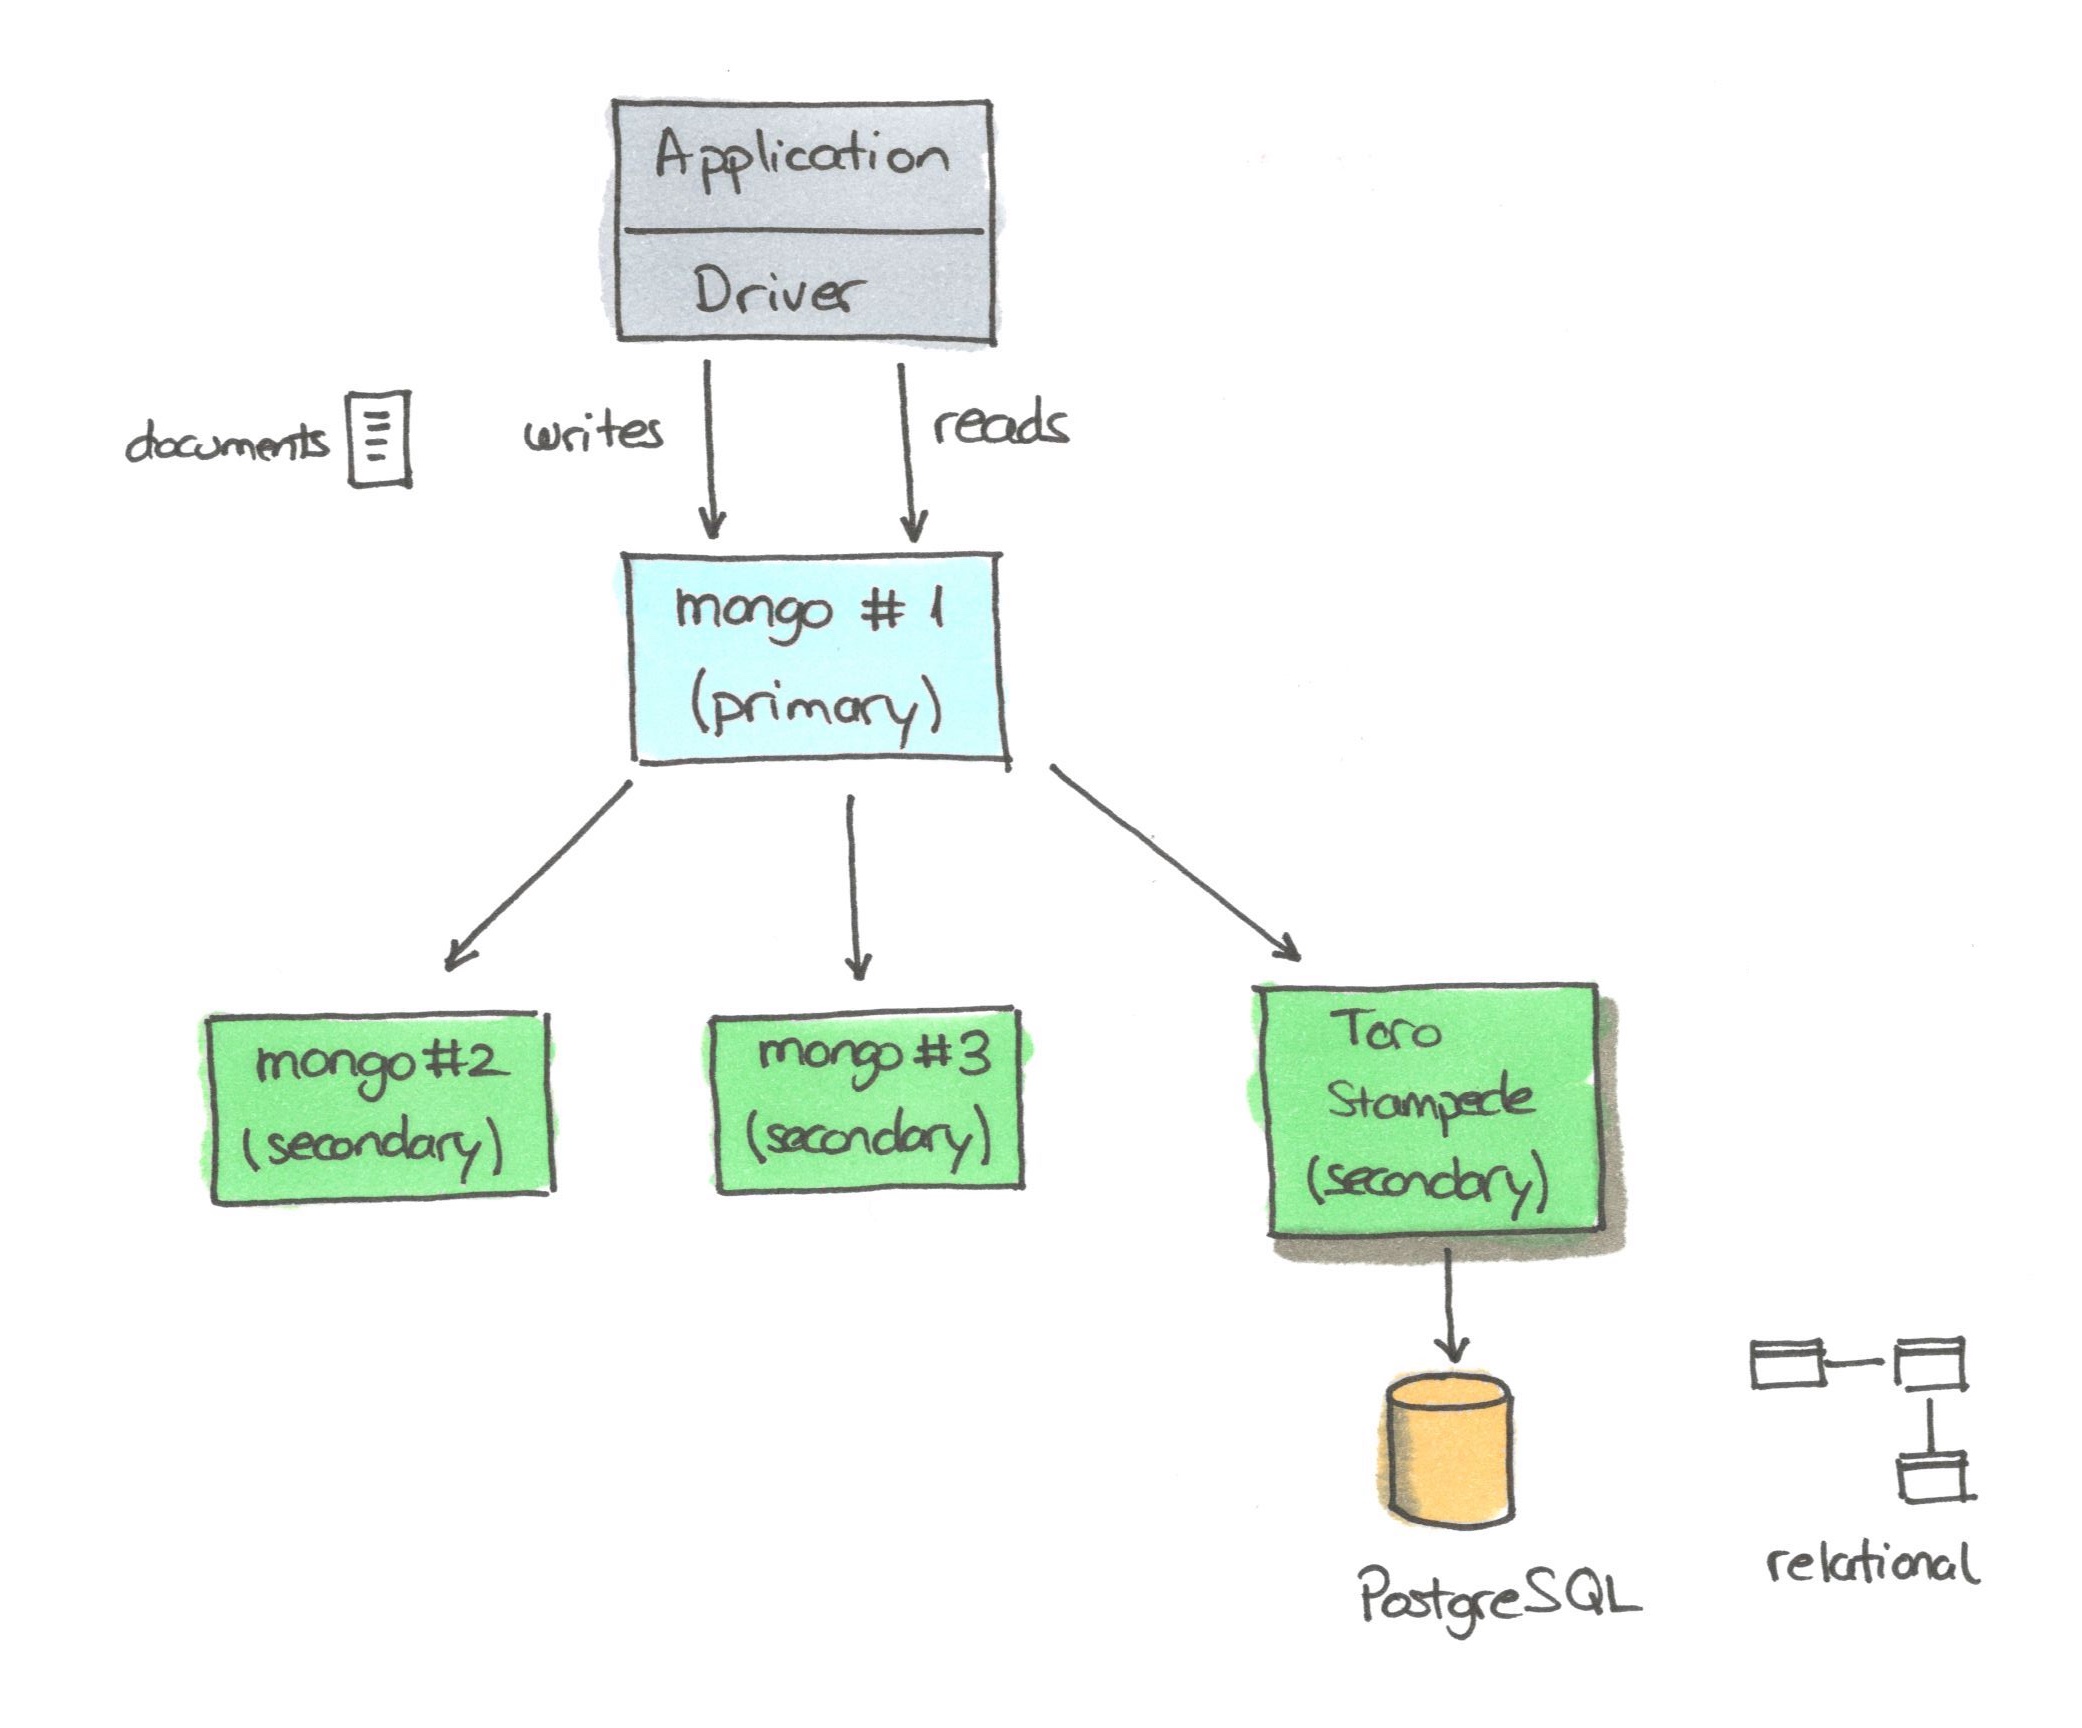 Application
Driver
documents
writes
reads
mongo # 1
(primary)
mongo #2
(secondary)
mongo #3
(secondary)
Toro
Stampede
(secondary)
PostgreSQL
relational